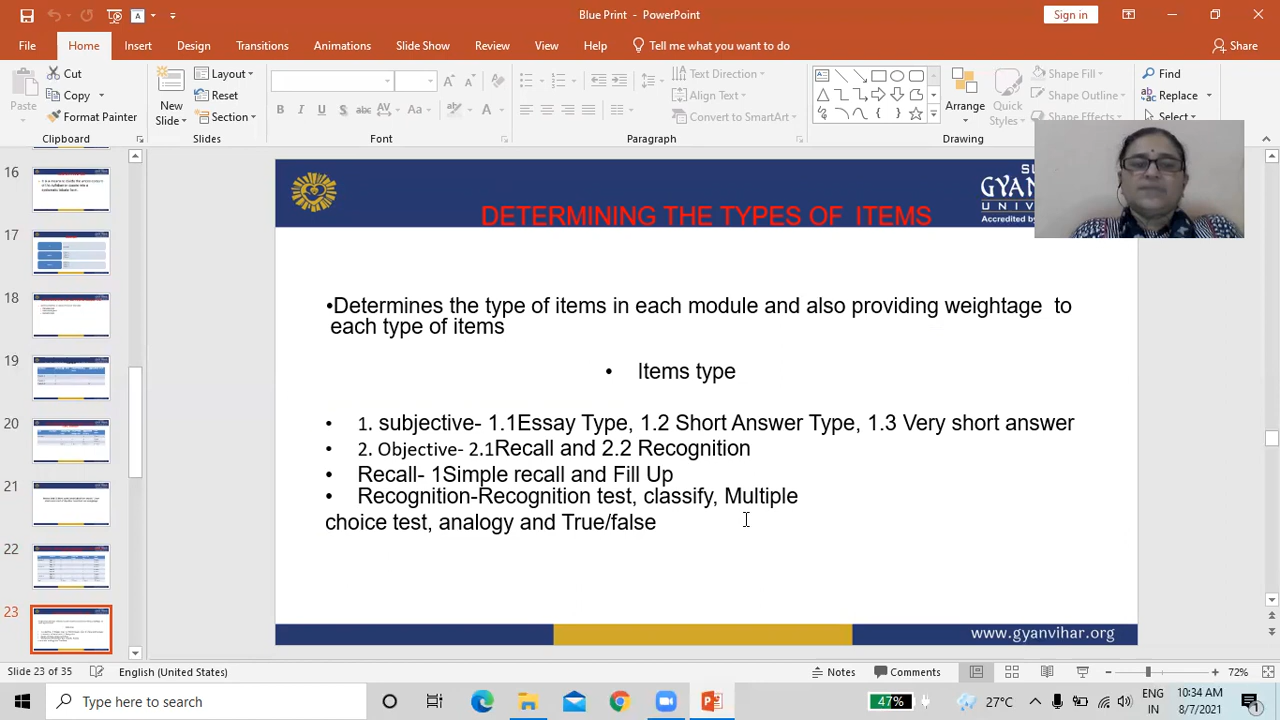 Blue Print - PowerPoint
Sign in
File Home Insert Design Transitions Animations Slide Show Review View Help Tell me what you want to do
Share
Paste
Cut
Copy
Format Painter
Clipboard
New
Slide
Layout
Reset
Section
Slides
Font
Text Direction
Align Text
Convert to SmartArt
Paragraph
Arrange
Quick
Styles
Shape Fill
Shape Outline
Shape Effects
Drawing
Find
Replace
Select
16
7
18
19
20
21
22
23
GYAN
UNIV
Accredited by
DETERMINING THE TYPES OF ITEMS
•Determines the type of items in each module and also providing weightage to
each type of items
• Items type
• 1. subjective- 1.1Essay Type, 1.2 Short Answer Type, 1.3 Very short answer
• 2. Objective- 2.1Recall and 2.2 Recognition
• Recall- 1Simple recall and Fill Up
• Recognition-Recognition test, classify, Multiple
choice test, analogy and True/false
www.gyanvihar.org
Slide 23 of 35
English (United States)
Notes
Comments
72%
Type here to search
47%
27°C
ENG
IN
10:34 AM
8/7/2021